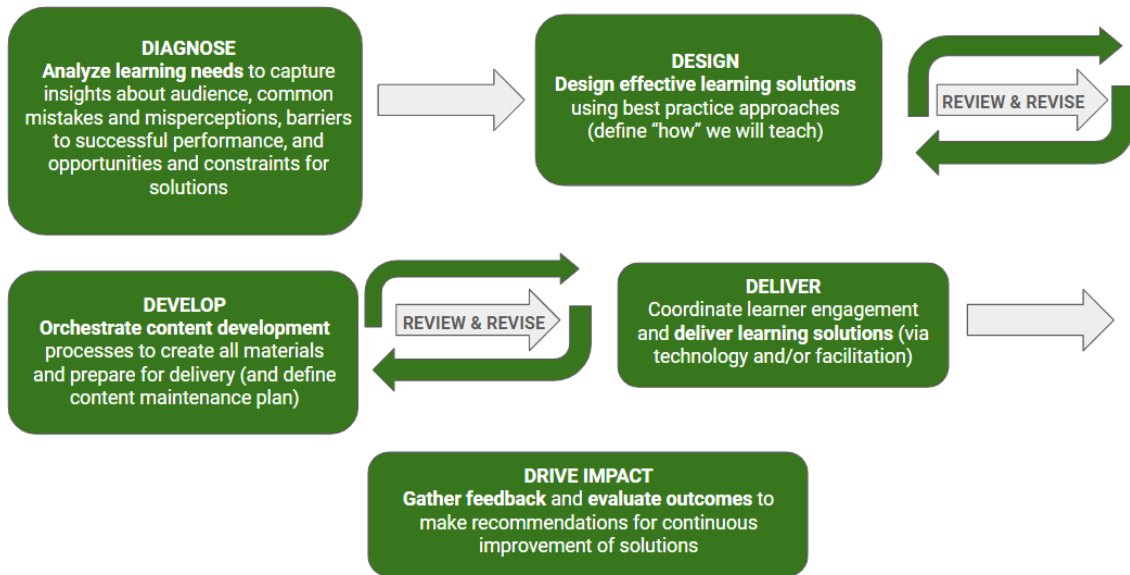 DIAGNOSE
Analyze learning needs to capture
insights about audience, common
mistakes and misperceptions, barriers
to successful performance, and
opportunities and constraints for
solutions
DESIGN
Design effective learning solutions
using best practice approaches
(define “how” we will teach)
REVIEW & REVISE
DEVELOP
Orchestrate content development
processes to create all materials
and prepare for delivery (and define
content maintenance plan)
REVIEW & REVISE
DELIVER
Coordinate learner engagement
and deliver learning solutions (via
technology and/or facilitation)
DRIVE IMPACT
Gather feedback and evaluate outcomes to
make recommendations for continuous
improvement of solutions